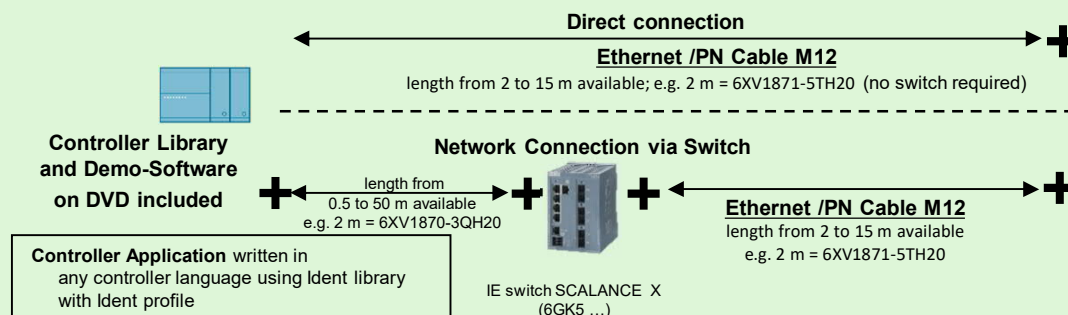 Direct connection
Ethernet /PN Cable M12
length from 2 to 15 m available; e.g. 2 m = 6XV1871-5TH20 (no switch required)
Controller Library
and Demo-Software
on DVD included
Network Connection via Switch
length from
0.5 to 50 m available
e.g. 2 m = 6XV1870-3QH20
Ethernet /PN Cable M12
length from 2 to 15 m available
e.g. 2 m = 6XV1871-5TH20
Controller Application written in
any controller language using Ident library
with Ident profile
IE switch SCALANCE X
(6GK5 ...)